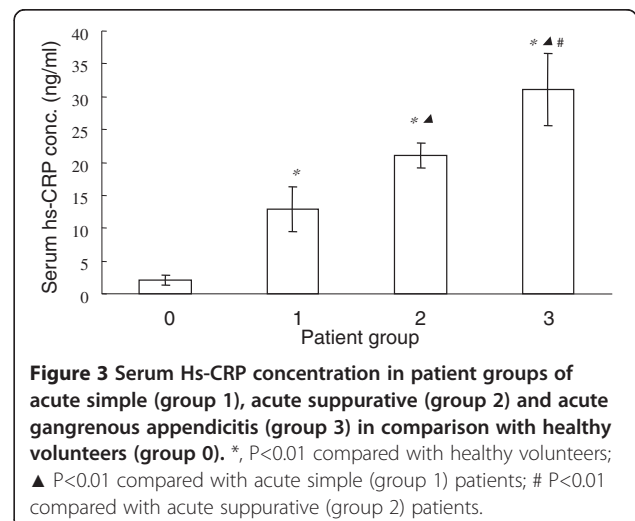 40
35
30
25
20
15
10
5
0
Serum hs-CRP conc. (ng/ml)
*
* ▲
* ▲ #
0 1 2 3
Patient group
Figure 3 Serum Hs-CRP concentration in patient groups of
acute simple (group 1), acute suppurative (group 2) and acute
gangrenous appendicitis (group 3) in comparison with healthy
volunteers (group 0). *, P<0.01 compared with healthy volunteers;
▲ P<0.01 compared with acute simple (group 1) patients; # P<0.01
compared with acute suppurative (group 2) patients.